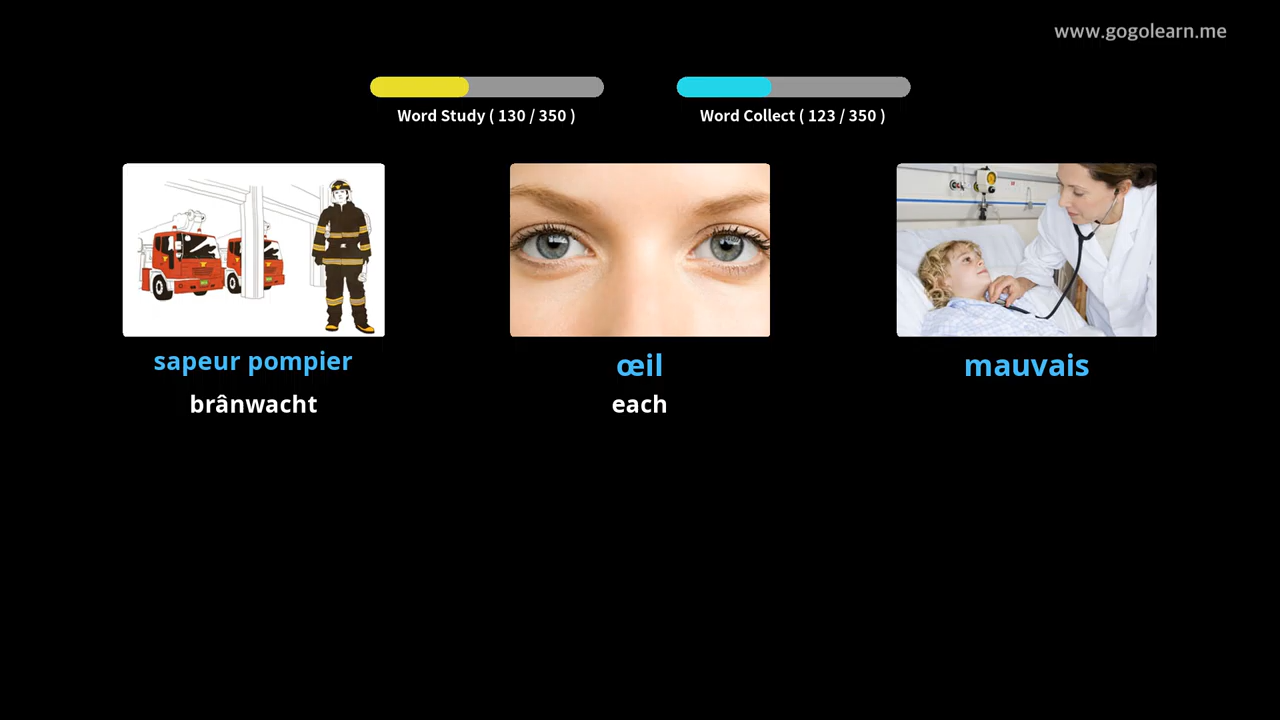 www.gogolearn.me
Word Study ( 130 / 350 )
Word Collect ( 123 / 350 )
sapeur pompier
œil
mauvais
brânwacht
each